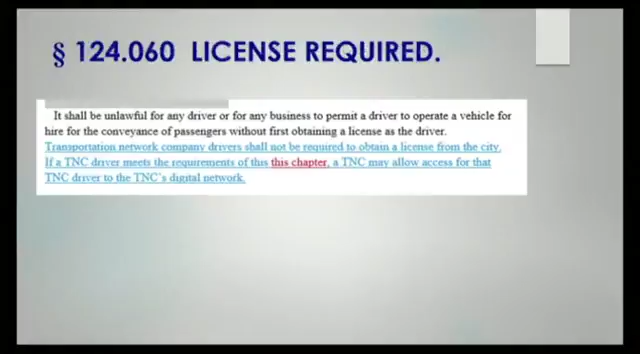 § 124.060 LICENSE REQUIRED.
It shall be unlawful for any driver or for any business to permit a driver to operate a vehicle for
hire for the conveyance of passengers without first obtaining a license as the driver.
Transportation network company drivers shall not be required to obtain a license from the city.
If a TNC driver meets the requirements of this this chapter, a TNC may allow access for that
TNC driver to the TNC's digital network.